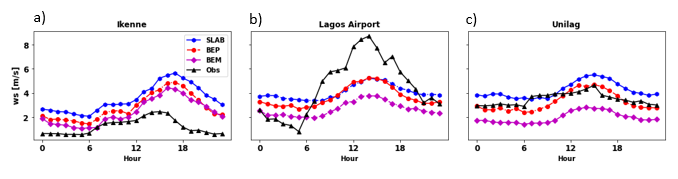 a)
Ikenne
ws [m/s]
8
6
4
2
SLAB
BEP
BEM
Obs
0
6
12
18
Hour
b)
Lagos Airport
0
6
12
18
Hour
c)
Unilag
0
6
12
18
Hour